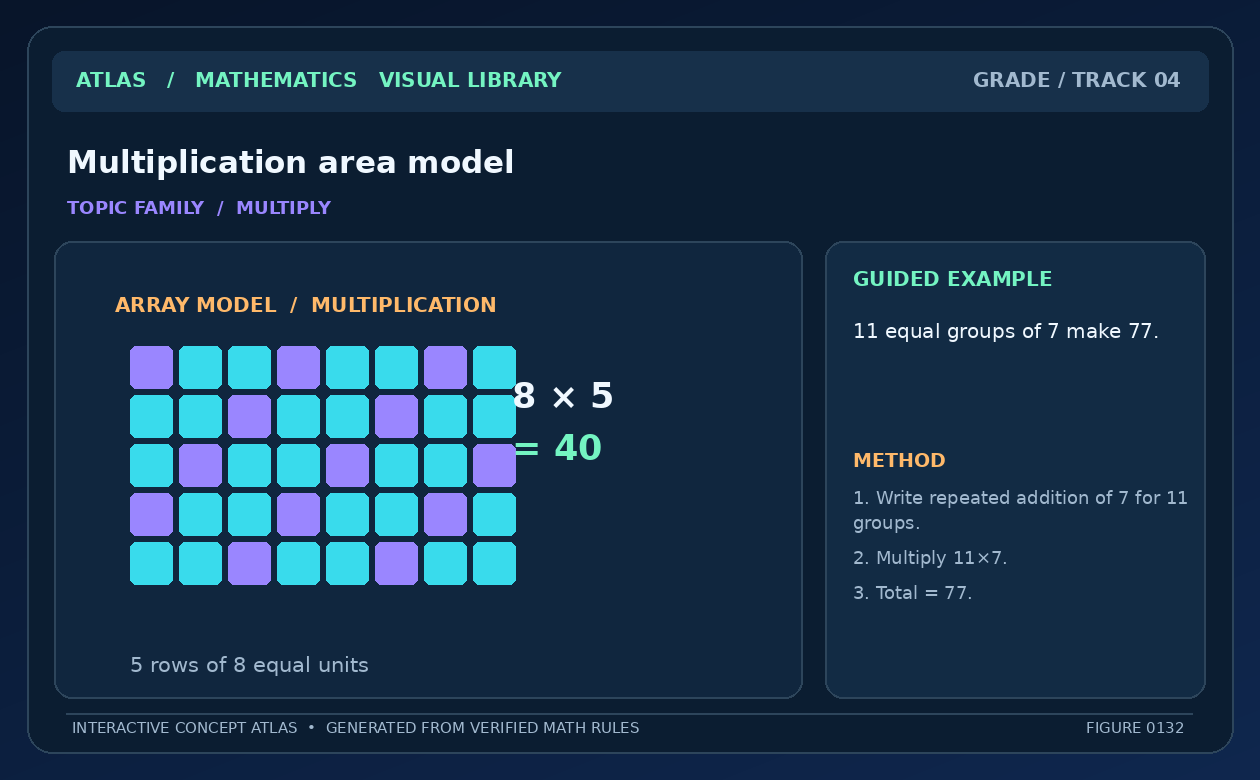 ATLAS / MATHEMATICS VISUAL LIBRARY
GRADE / TRACK 04
Multiplication area model
TOPIC FAMILY / MULTIPLY
ARRAY MODEL / MULTIPLICATION
8 × 5
= 40
5 rows of 8 equal units
GUIDED EXAMPLE
11 equal groups of 7 make 77.
METHOD
1. Write repeated addition of 7 for 11
groups.
2. Multiply 11×7.
3. Total = 77.
INTERACTIVE CONCEPT ATLAS • GENERATED FROM VERIFIED MATH RULES
FIGURE 0132